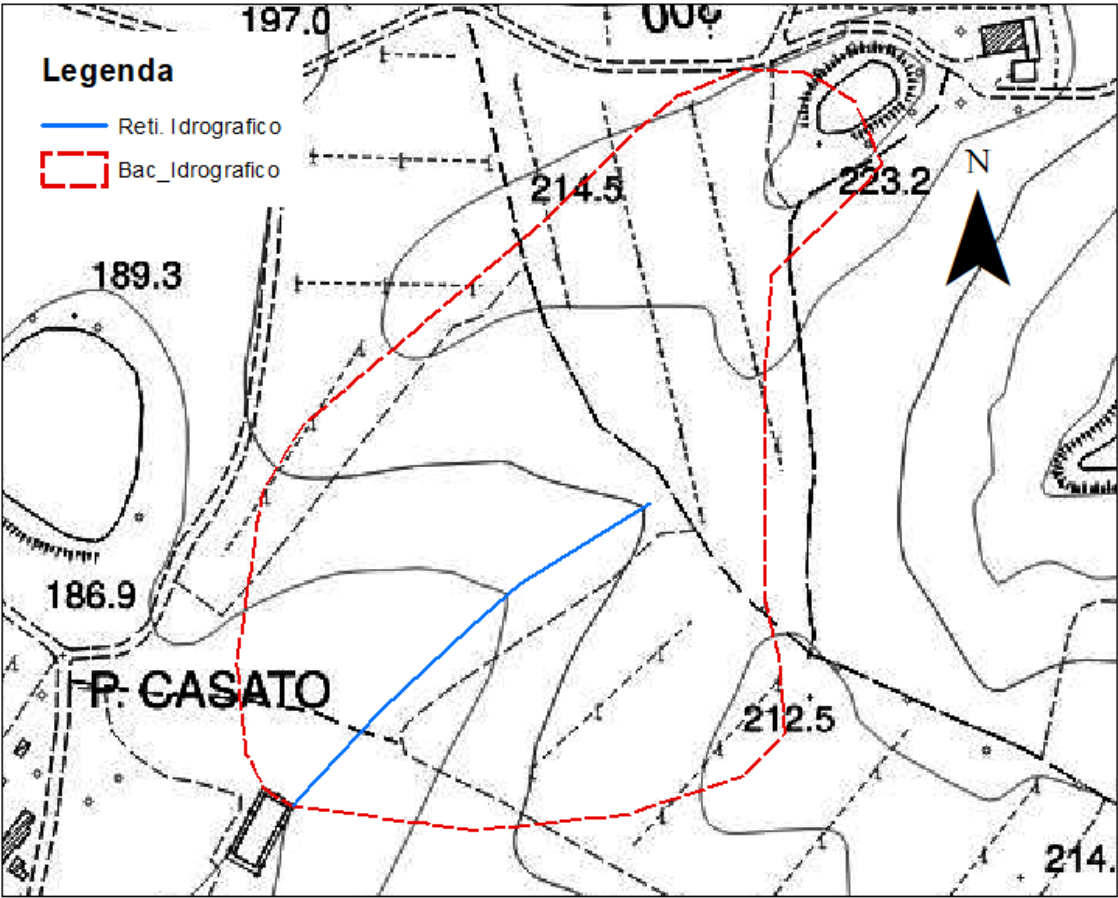 197.0
Legenda
Reti. Idrografico
Bac_Idrografico
214.5
223.2
N
189.3
186.9
P. CASATO
212.5
214.